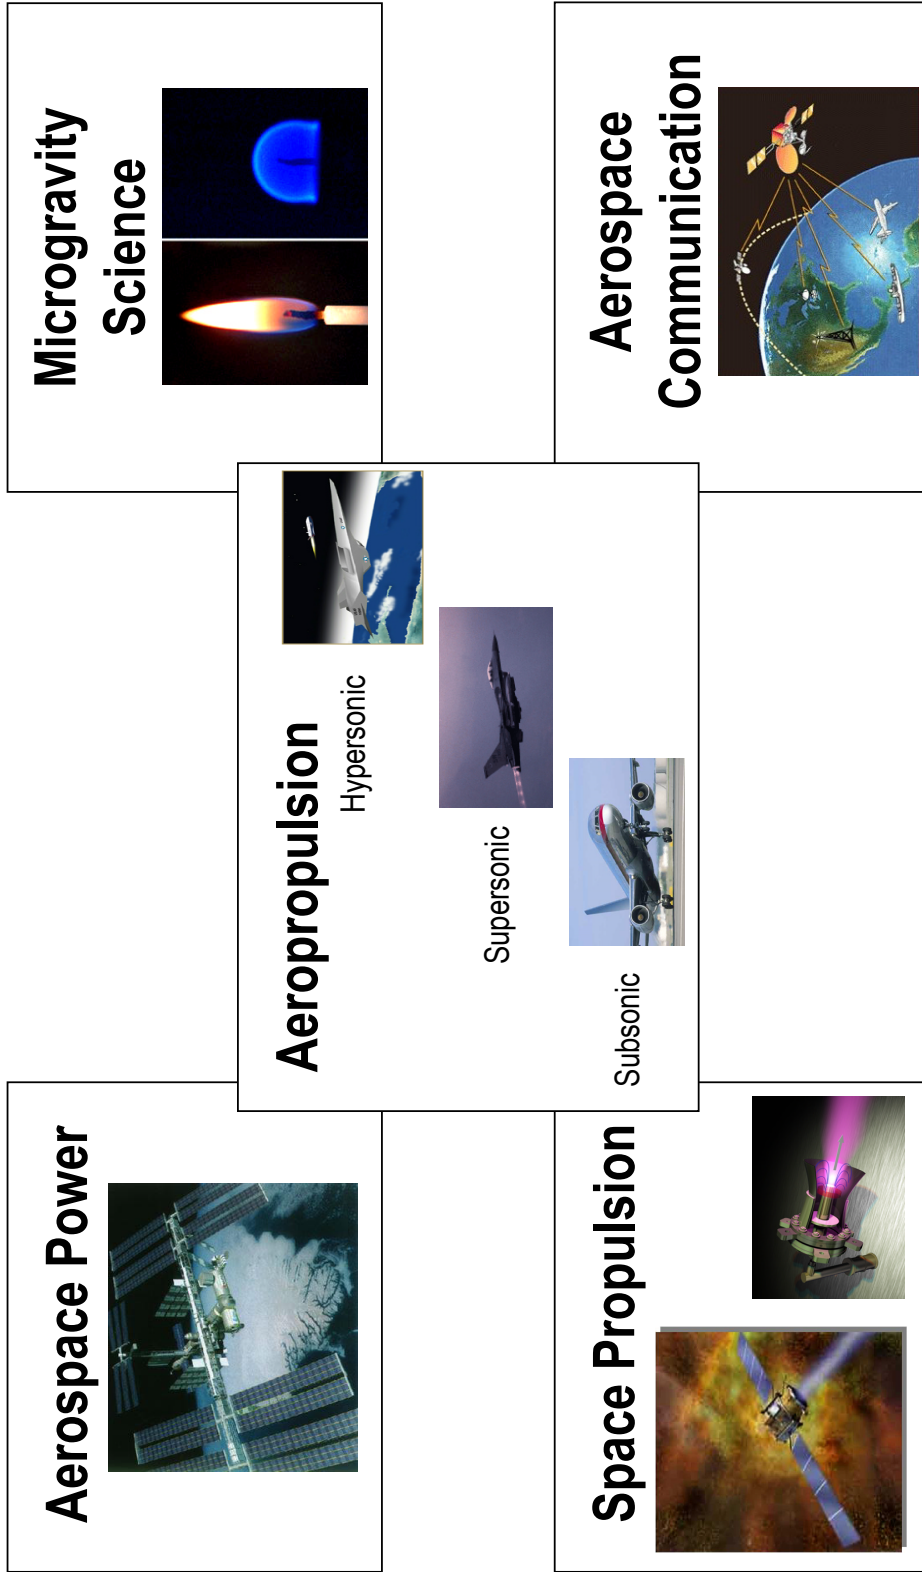 Aerospace Power
Microgravity
Science
Aeropropulsion
Hypersonic
Supersonic
Subsonic
Space Propulsion
Aerospace
Communication